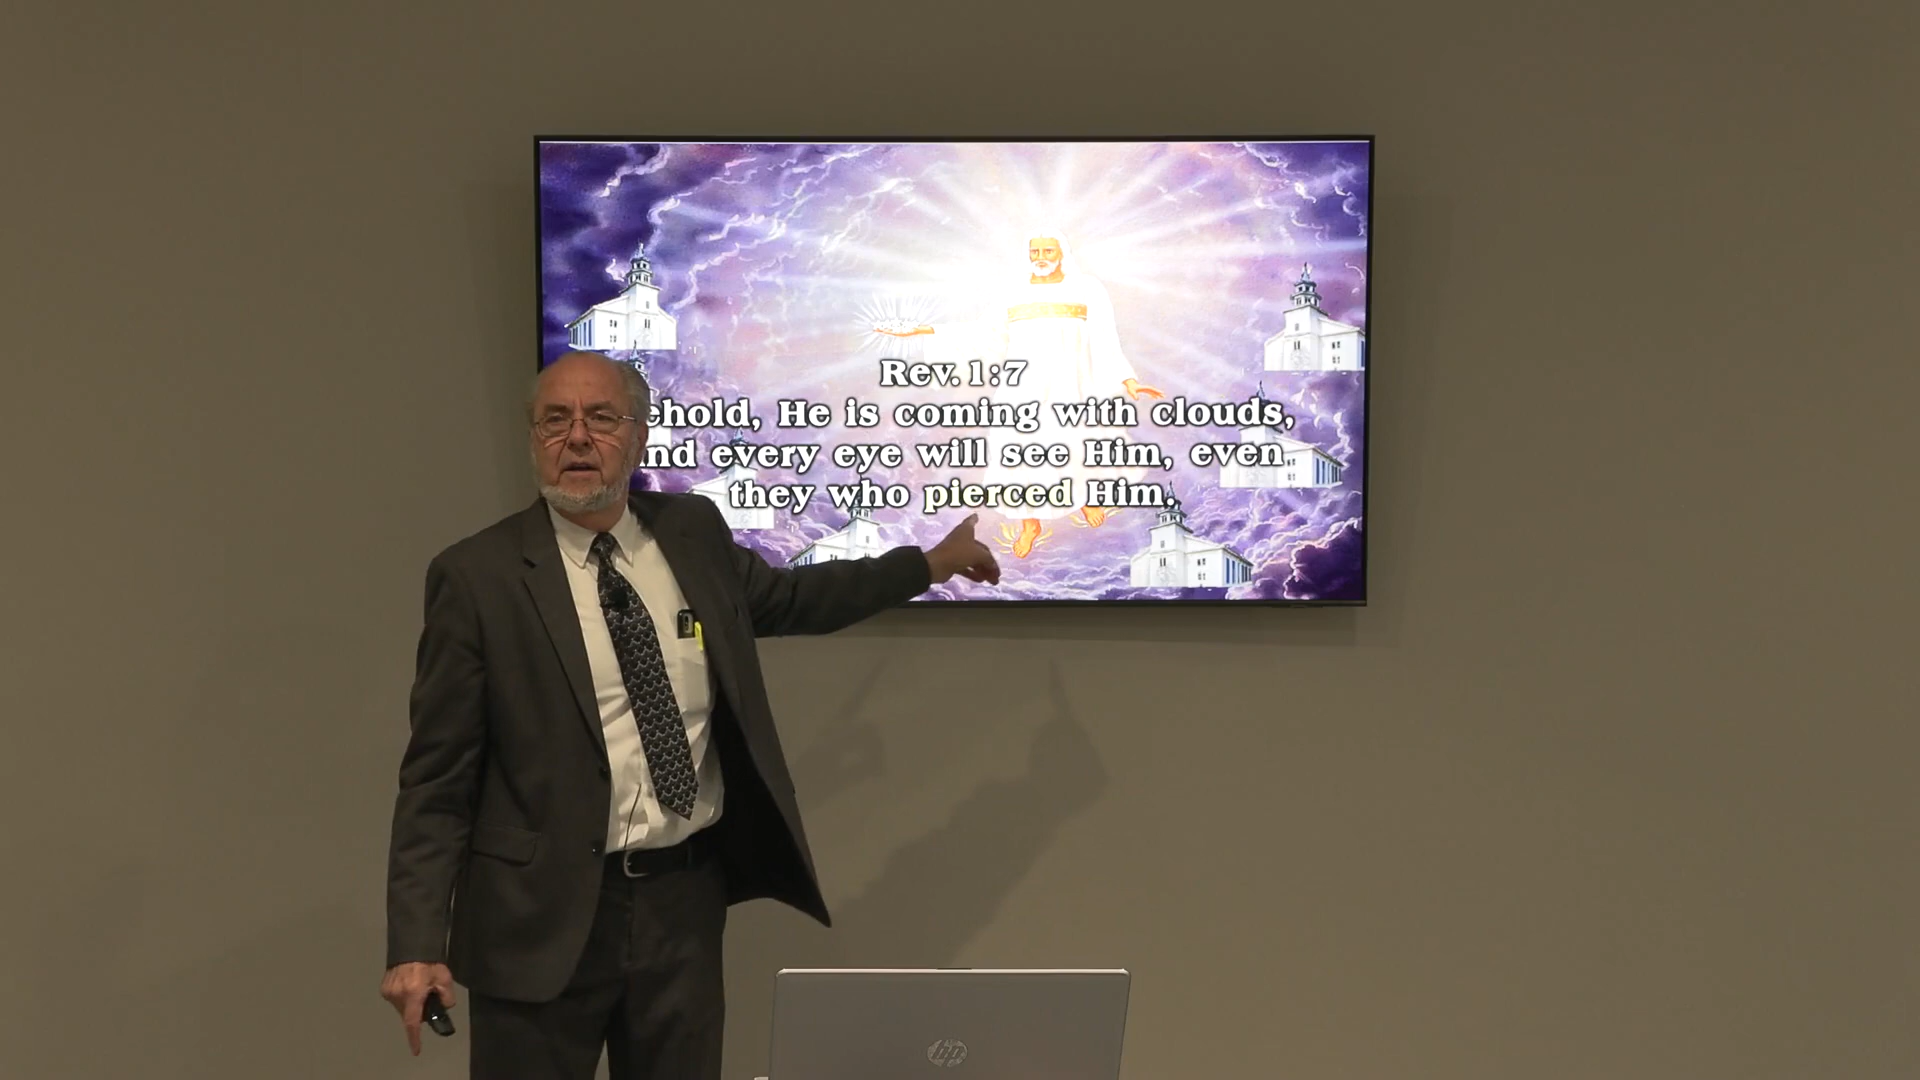 Rev. 1:7
ehold, He is coming with clouds,
nd every eye will see Him, even
they who pierced Him.
hp